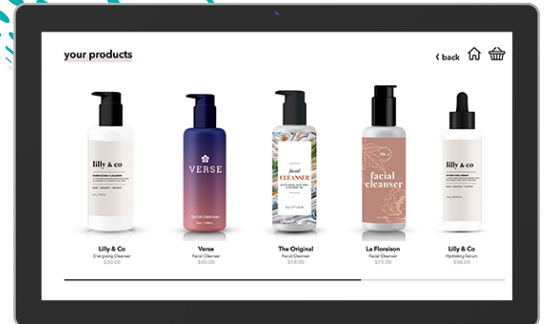 your products
back
lilly & co
VERSE
facial cleanser
facial
CLEANSER
facial
cleanser
lilly & co
Lilly & Co
Energizing Cleanser
$30.00
Verse
Facial Cleanser
$40.00
The Original
Facial Cleanser
$18.00
La Floraison
Facial Cleanser
$15.00
Lilly & Co
Hydrating Serum
$38.00